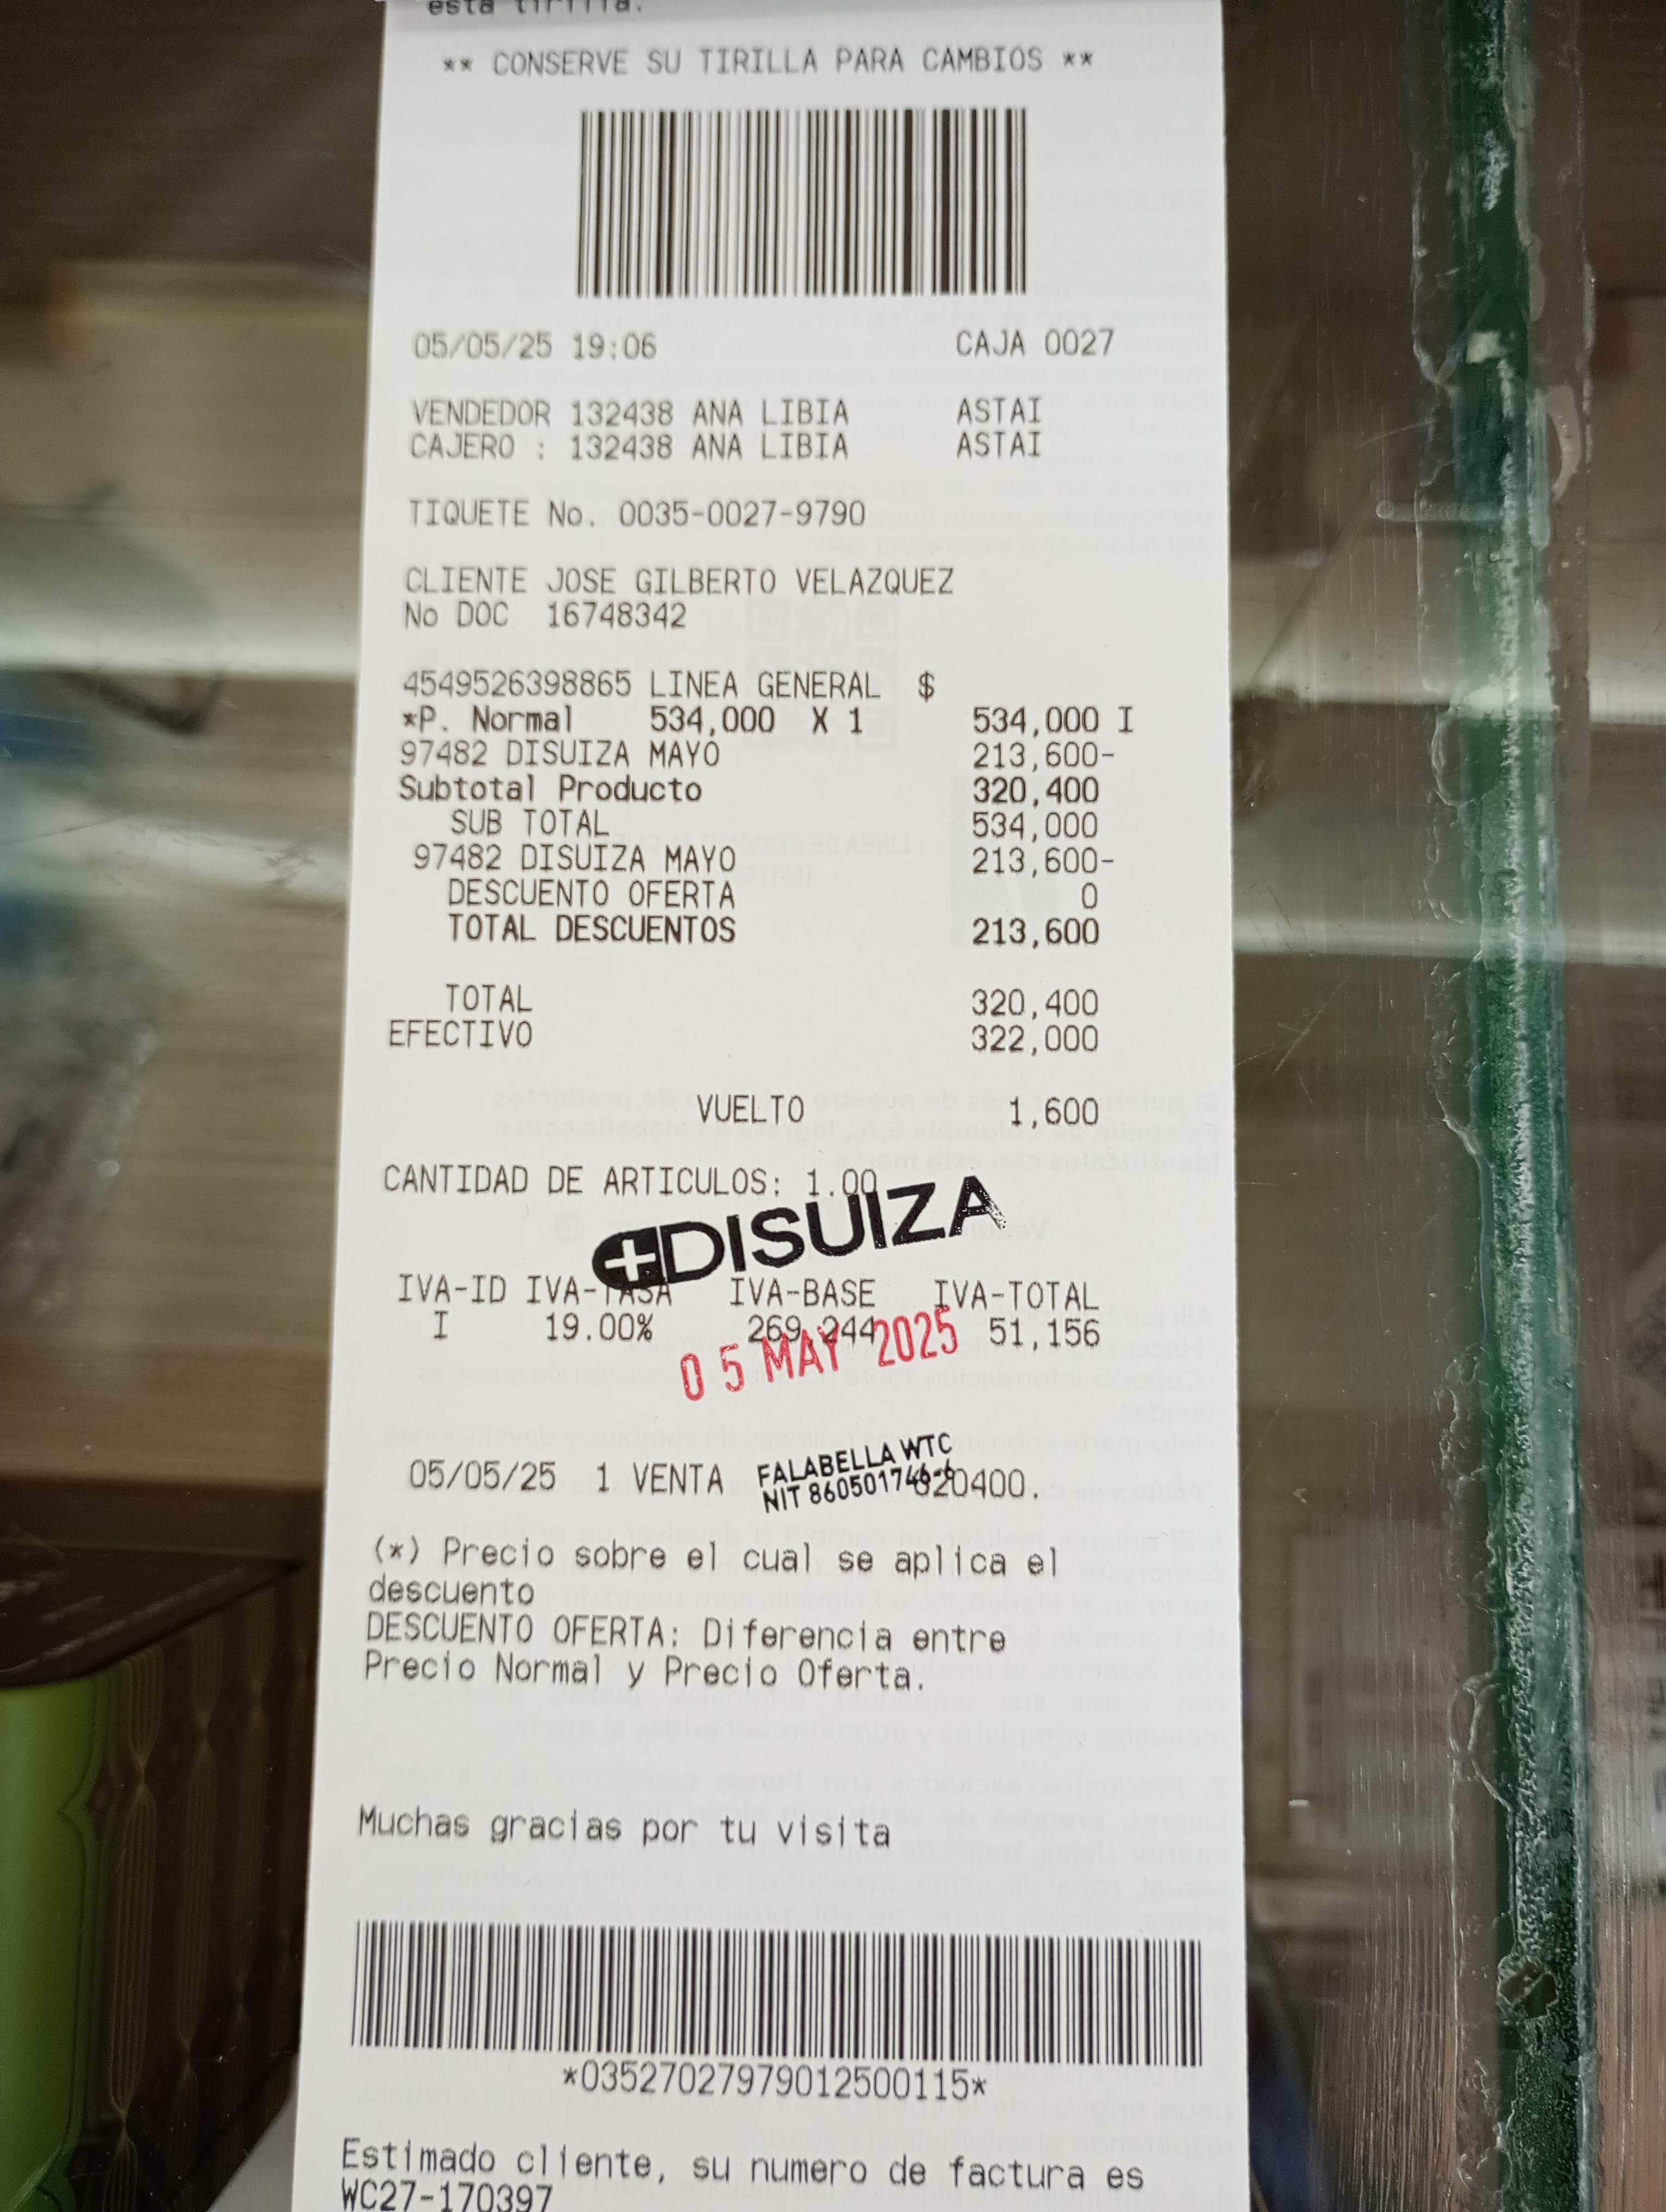 esta tirilla.
** CONSERVE SU TIRILLA PARA CAMBIOS **
05/05/25 19:06 CAJA 0027
VENDEDOR 132438 ANA LIBIA ASTAI
CAJERO : 132438 ANA LIBIA ASTAI
TIQUETE No. 0035-0027-9790
CLIENTE JOSE GILBERTO VELAZQUEZ
No DOC 16748342
4549526398865 LINEA GENERAL $
*P. Normal 534,000 X 1 534,000 I
97482 DISUIZA MAYO 213,600-
Subtotal Producto 320,400
SUB TOTAL 534,000
97482 DISUIZA MAYO 213,600-
DESCUENTO OFERTA 0
TOTAL DESCUENTOS 213,600
TOTAL 320,400
EFECTIVO 322,000
VUELTO 1,600
CANTIDAD DE ARTICULOS: 1.00
DISUIZA
IVA-ID IVA-TASA IVA-BASE IVA-TOTAL
I 19.00% 269,244 51,156
05 MAY 2025
FALABELLA WTC
NIT 860501746-6
05/05/25 1 VENTA 320400.
(*) Precio sobre el cual se aplica el
descuento
DESCUENTO OFERTA: Diferencia entre
Precio Normal y Precio Oferta.
Muchas gracias por tu visita
*03527027979012500115*
Estimado cliente, su numero de factura es
WC27-170397